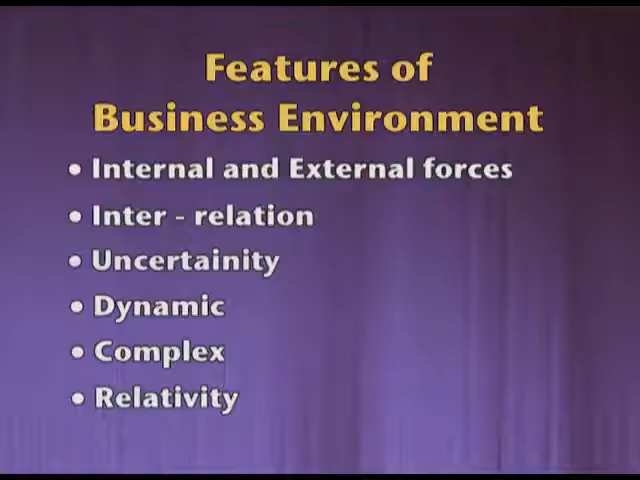 Features of
Business Environment
• Internal and External forces
• Inter - relation
• Uncertainity
• Dynamic
• Complex
• Relativity